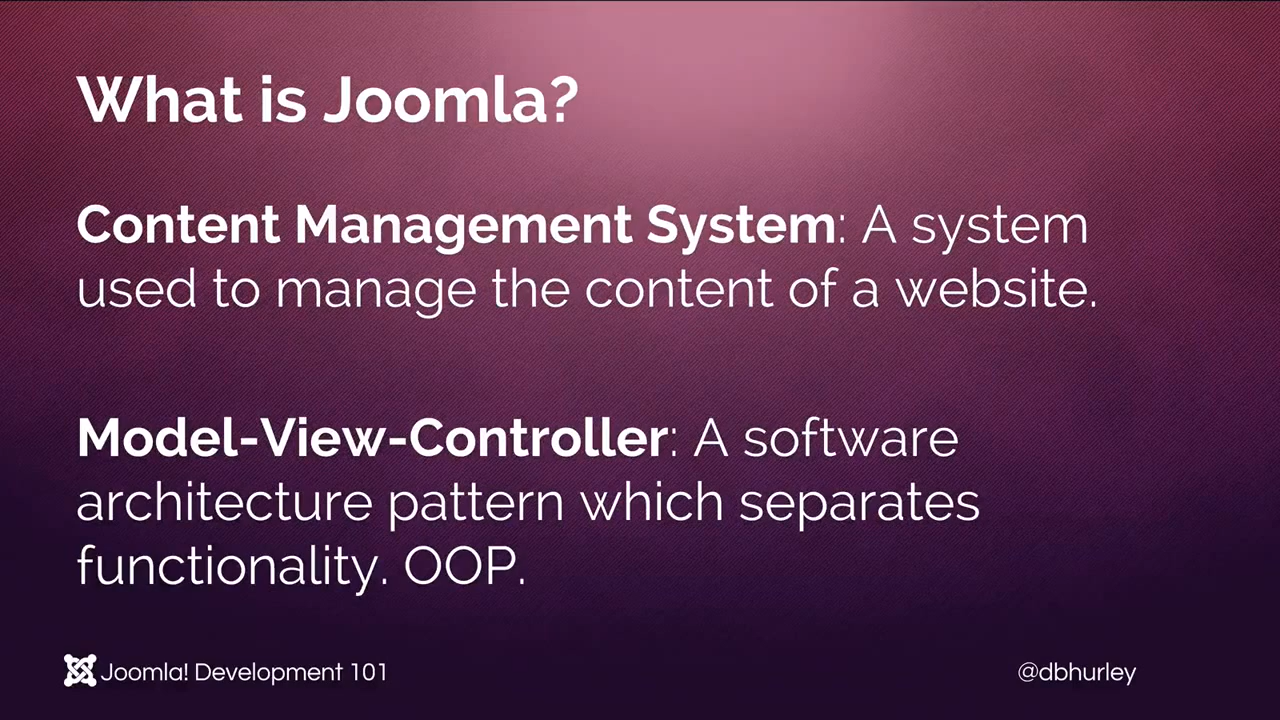 What is Joomla?
Content Management System: A system
used to manage the content of a website.
Model-View-Controller: A software
architecture pattern which separates
functionality. OOP.
Joomla! Development 101
@dbhurley